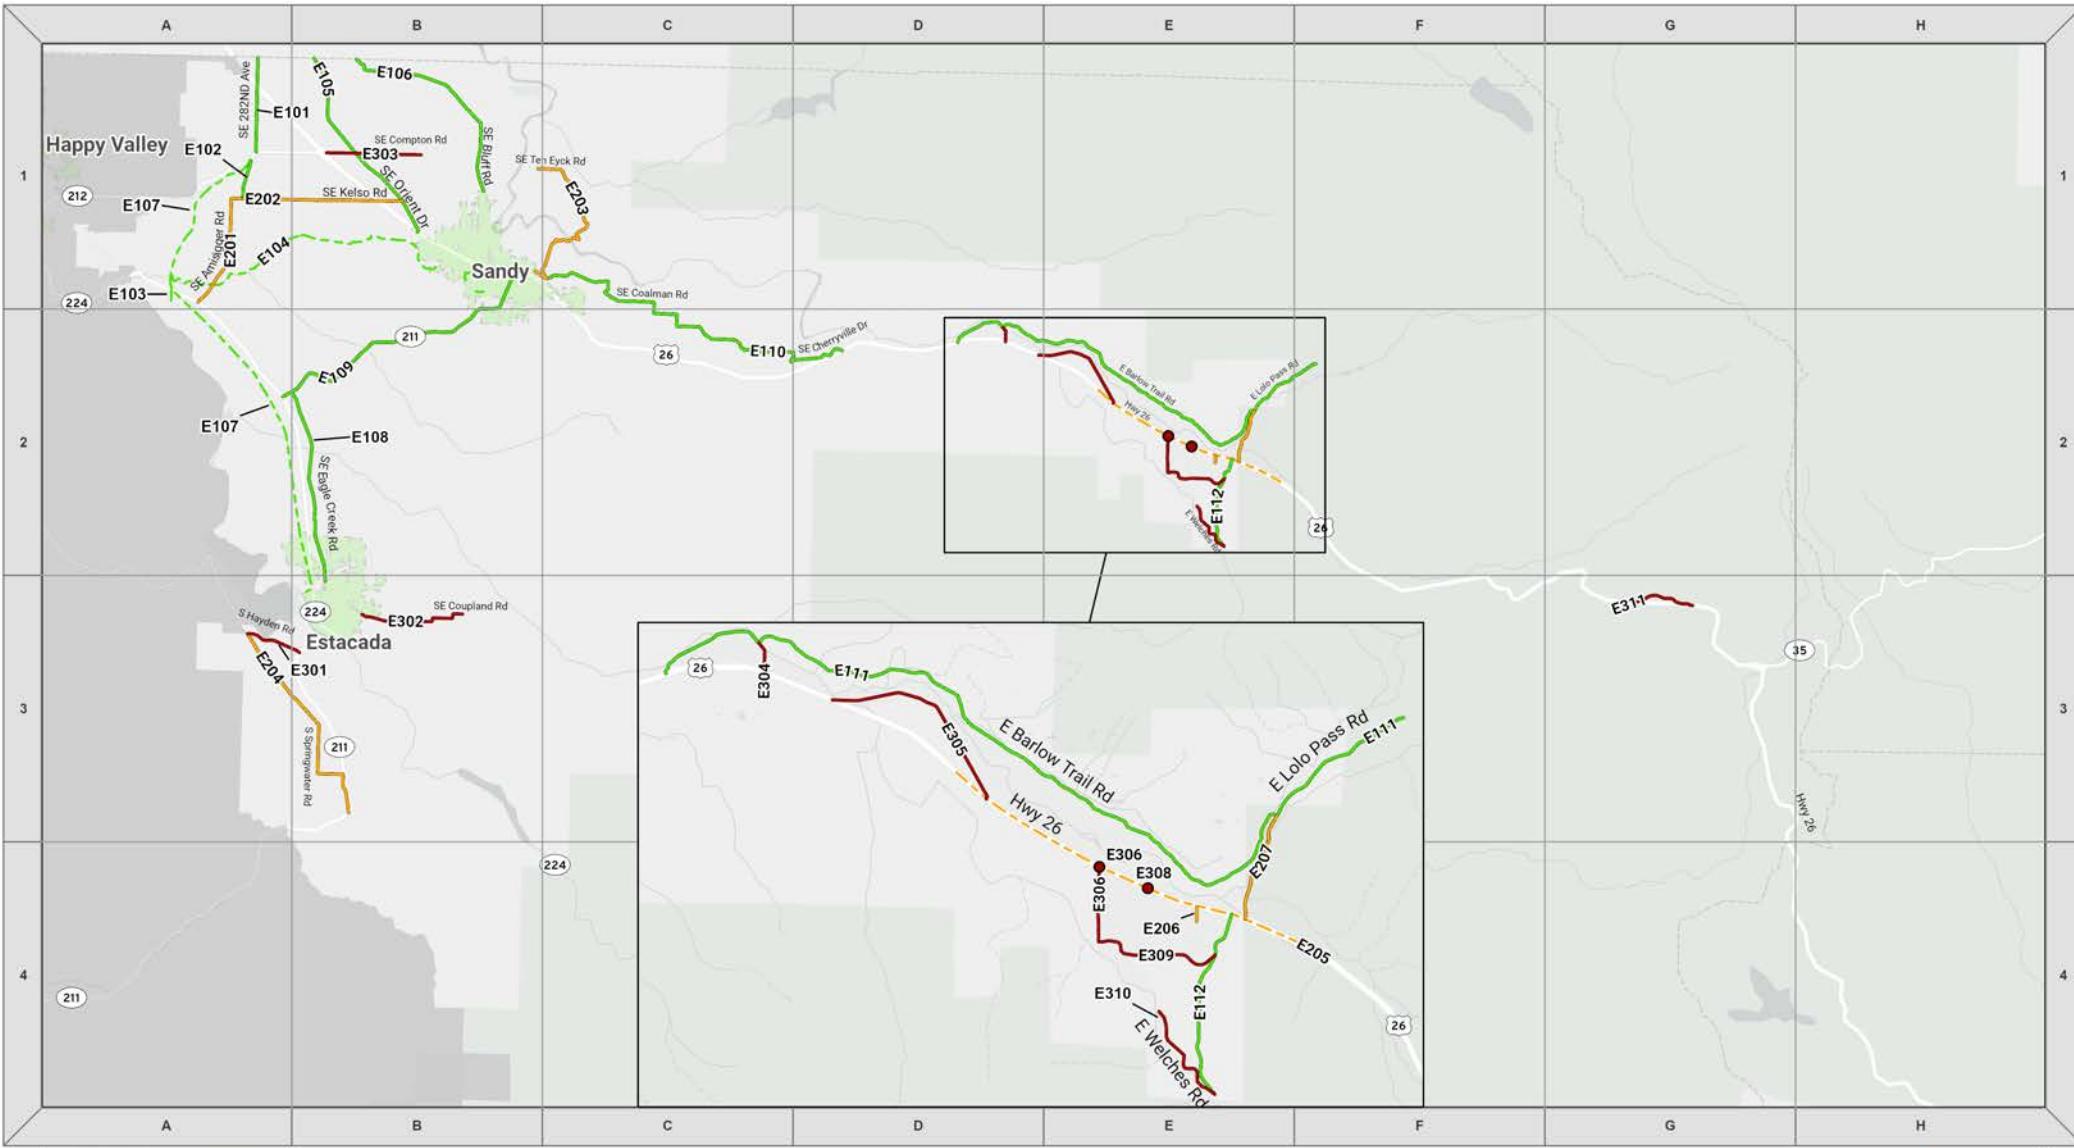 A B C D E F G H
SE 282ND Ave
E105
E106
E101
Happy Valley
E102
SE Compton Rd
E303
SE Bluff Rd
SE Ten Eyck Rd
1
1
212
E107
E202
SE Kelso Rd
SE Orient Dr
E203
SE Amisigger Rd
E201
E104
Sandy
E103
224
SE Coalman Rd
211
26
E110
SE Cherryville Dr
E109
E Barlow Trail Rd
E Lolo Pass Rd
Hwy 26
E107
E108
2
2
SE Eagle Creek Rd
E112
E Welches Rd
26
224
S Hayden Rd
E302
SE Coupland Rd
Estacada
E204
E301
E311
35
26
E304
E111
E305
E Barlow Trail Rd
E Lolo Pass Rd
E111
3
3
S Springwater Rd
211
Hwy 26
Hwy 26
224
E306
E308
E306
E207
E206
E205
E309
4
4
211
E310
E112
E Welches Rd
26
A B C D E F G H